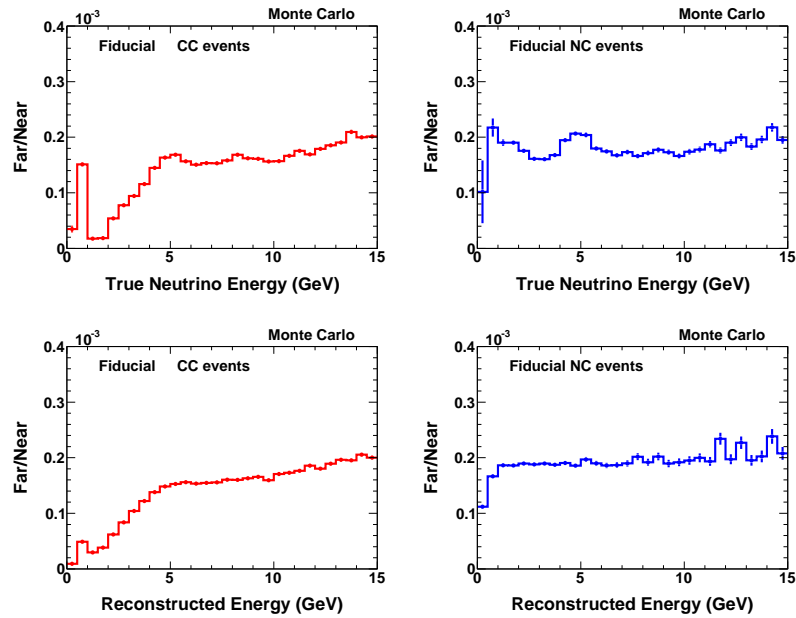 Monte Carlo
×10⁻³
Fiducial CC events
Far/Near
0.4
0.3
0.2
0.1
0
0 5 10 15
True Neutrino Energy (GeV)
Monte Carlo
10⁻³
Fiducial NC events
Far/Near
0.4
0.3
0.2
0.1
0
0 5 10 15
True Neutrino Energy (GeV)
Monte Carlo
10⁻³
Fiducial CC events
Far/Near
0.4
0.3
0.2
0.1
0
0 5 10 15
Reconstructed Energy (GeV)
Monte Carlo
10⁻³
Fiducial NC events
Far/Near
0.4
0.3
0.2
0.1
0
0 5 10 15
Reconstructed Energy (GeV)